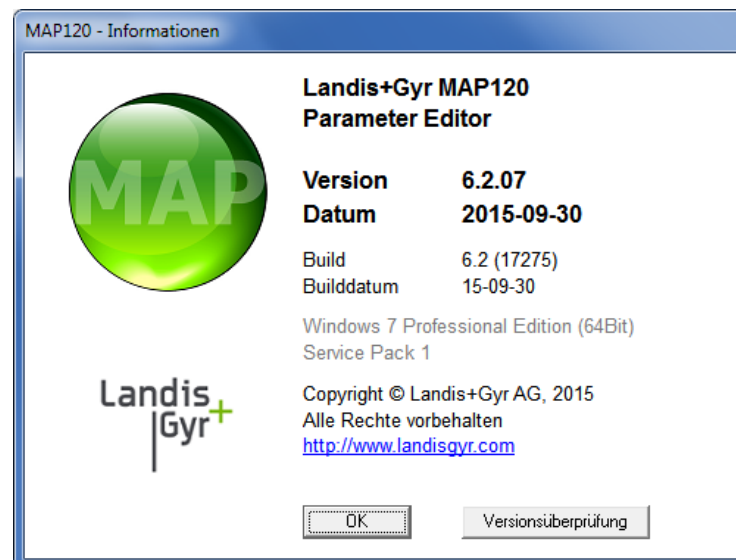 MAP120 - Informationen
MAP
Landis+Gyr MAP120
Parameter Editor
Version 6.2.07
Datum 2015-09-30
Build 6.2 (17275)
Builddatum 15-09-30
Windows 7 Professional Edition (64Bit)
Service Pack 1
Landis+
Gyr
Copyright © Landis+Gyr AG, 2015
Alle Rechte vorbehalten
http://www.landisgyr.com
OK Versionsüberprüfung